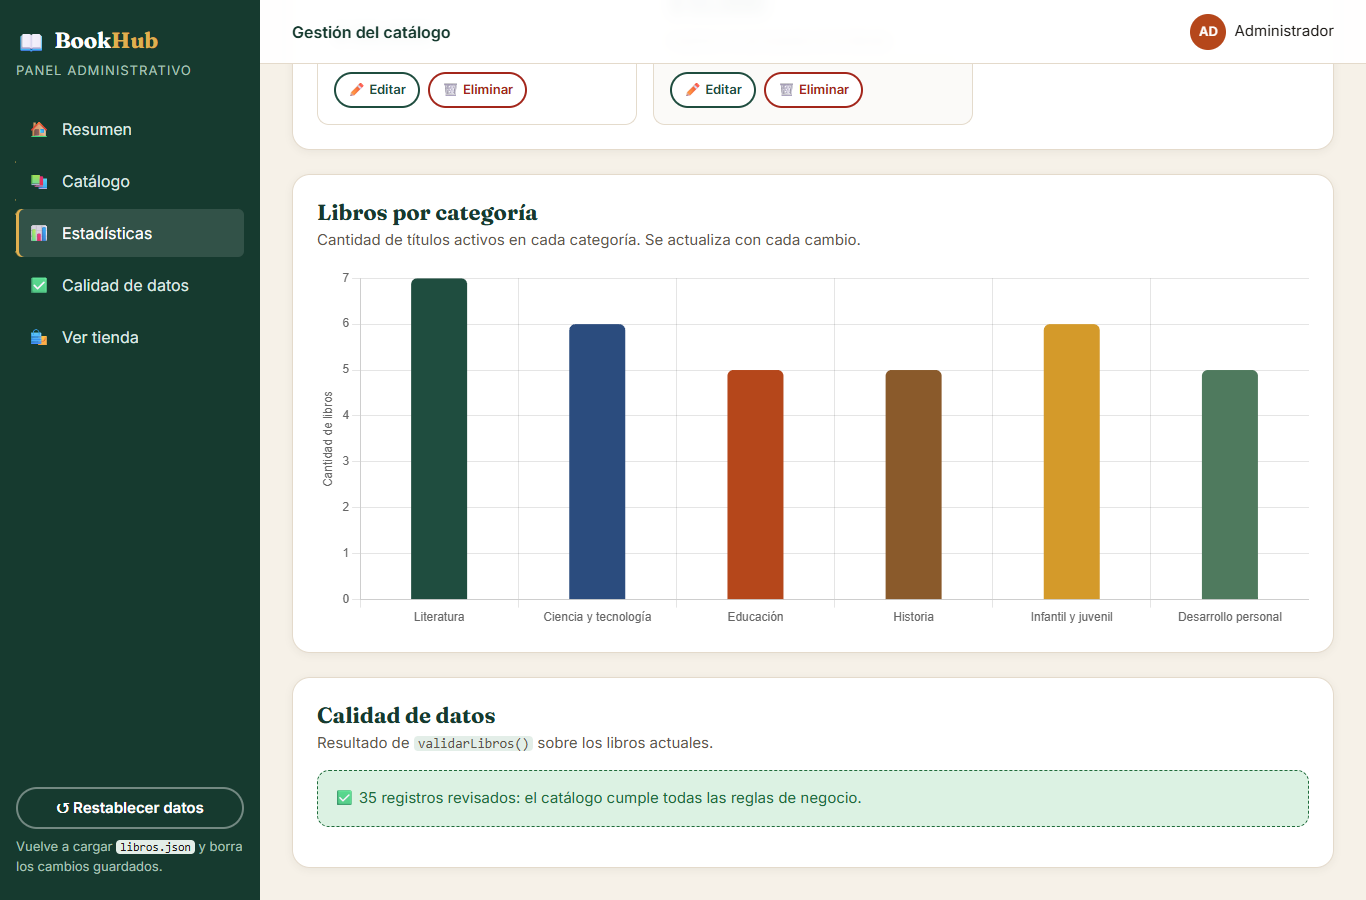 BookHub
PANEL ADMINISTRATIVO
Resumen
Catálogo
Estadísticas
Calidad de datos
Ver tienda
↺ Restablecer datos
Vuelve a cargar libros.json y borra
los cambios guardados.
Gestión del catálogo
AD Administrador
Editar Eliminar
Editar Eliminar
Libros por categoría
Cantidad de títulos activos en cada categoría. Se actualiza con cada cambio.
Cantidad de libros
7
6
5
4
3
2
1
0
Literatura Ciencia y tecnología Educación Historia Infantil y juvenil Desarrollo personal
Calidad de datos
Resultado de validarLibros() sobre los libros actuales.
35 registros revisados: el catálogo cumple todas las reglas de negocio.